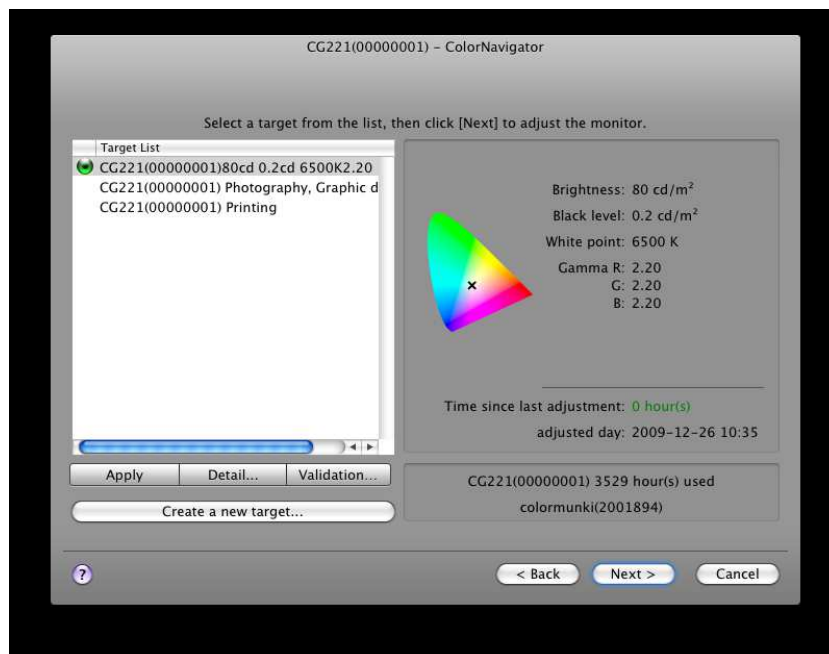 CG221(00000001) – ColorNavigator
Select a target from the list, then click [Next] to adjust the monitor.
Target List
CG221(00000001)80cd 0.2cd 6500K2.20
CG221(00000001) Photography, Graphic d
CG221(00000001) Printing
Brightness: 80 cd/m²
Black level: 0.2 cd/m²
White point: 6500 K
Gamma R: 2.20
G: 2.20
B: 2.20
Time since last adjustment: 0 hour(s)
adjusted day: 2009-12-26 10:35
Apply
Detail...
Validation...
Create a new target...
CG221(00000001) 3529 hour(s) used
colormunki(2001894)
?
< Back
Next >
Cancel